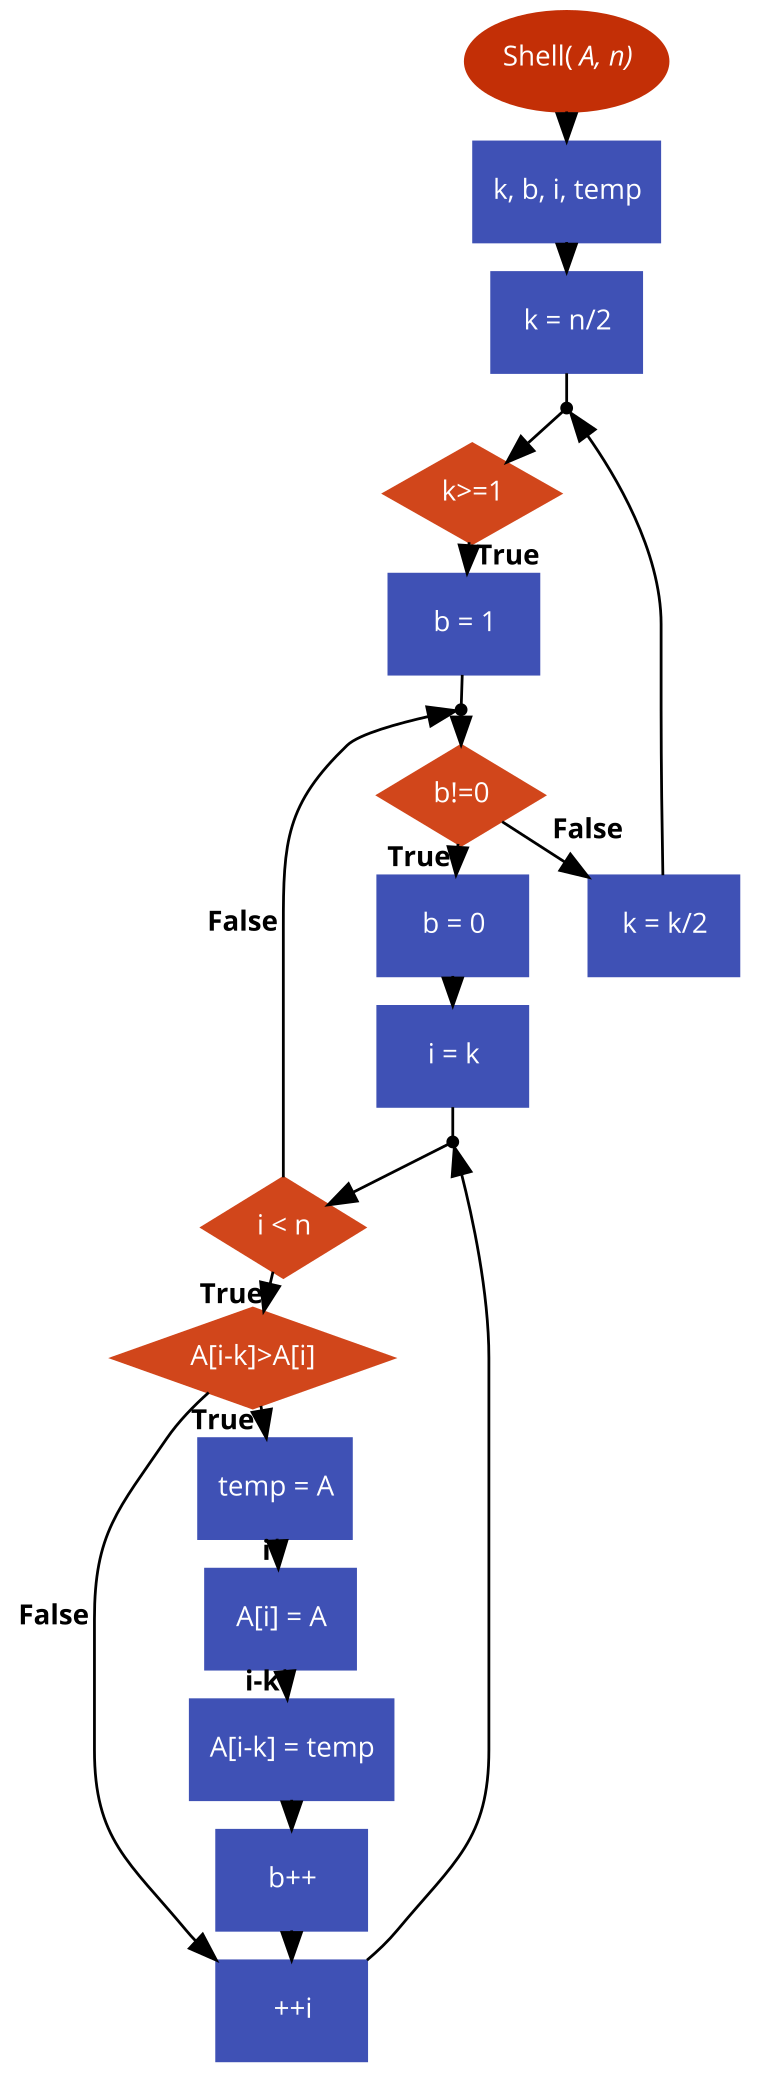 Shell( A, n)
k, b, i, temp
k = n/2
k>=1
True
b = 1
b!=0
False
True
b = 0
k = k/2
False
i = k
i < n
True
A[i-k]>A[i]
True
temp = A
i
A[i] = A
False
i-k
A[i-k] = temp
b++
++i